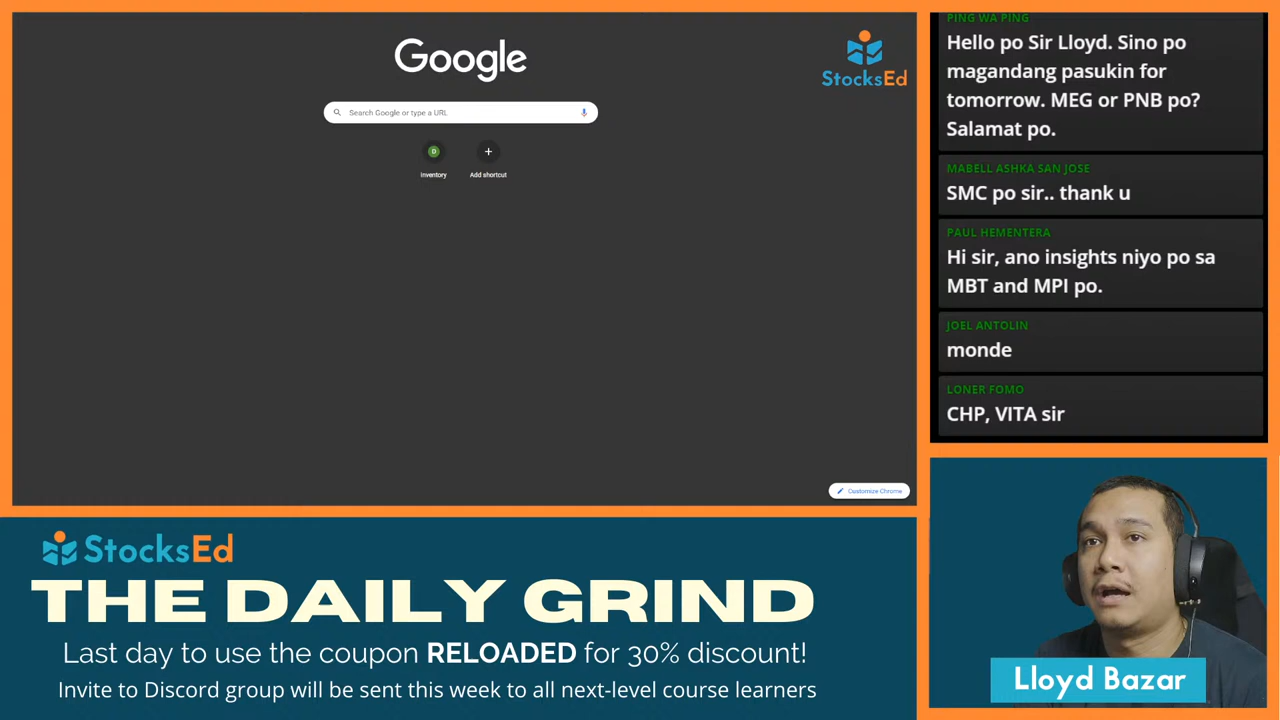 Google
Search Google or type a URL
D
Inventory
Add shortcut
StocksEd
Customize Chrome
PING WA PING
Hello po Sir Lloyd. Sino po
magandang pasukin for
tomorrow. MEG or PNB po?
Salamat po.
MABELL ASHKA SAN JOSE
SMC po sir.. thank u
PAUL HEMENTERA
Hi sir, ano insights niyo po sa
MBT and MPI po.
JOEL ANTOLIN
monde
LONER FOMO
CHP, VITA sir
StocksEd
THE DAILY GRIND
Last day to use the coupon RELOADED for 30% discount!
Invite to Discord group will be sent this week to all next-level course learners
Lloyd Bazar